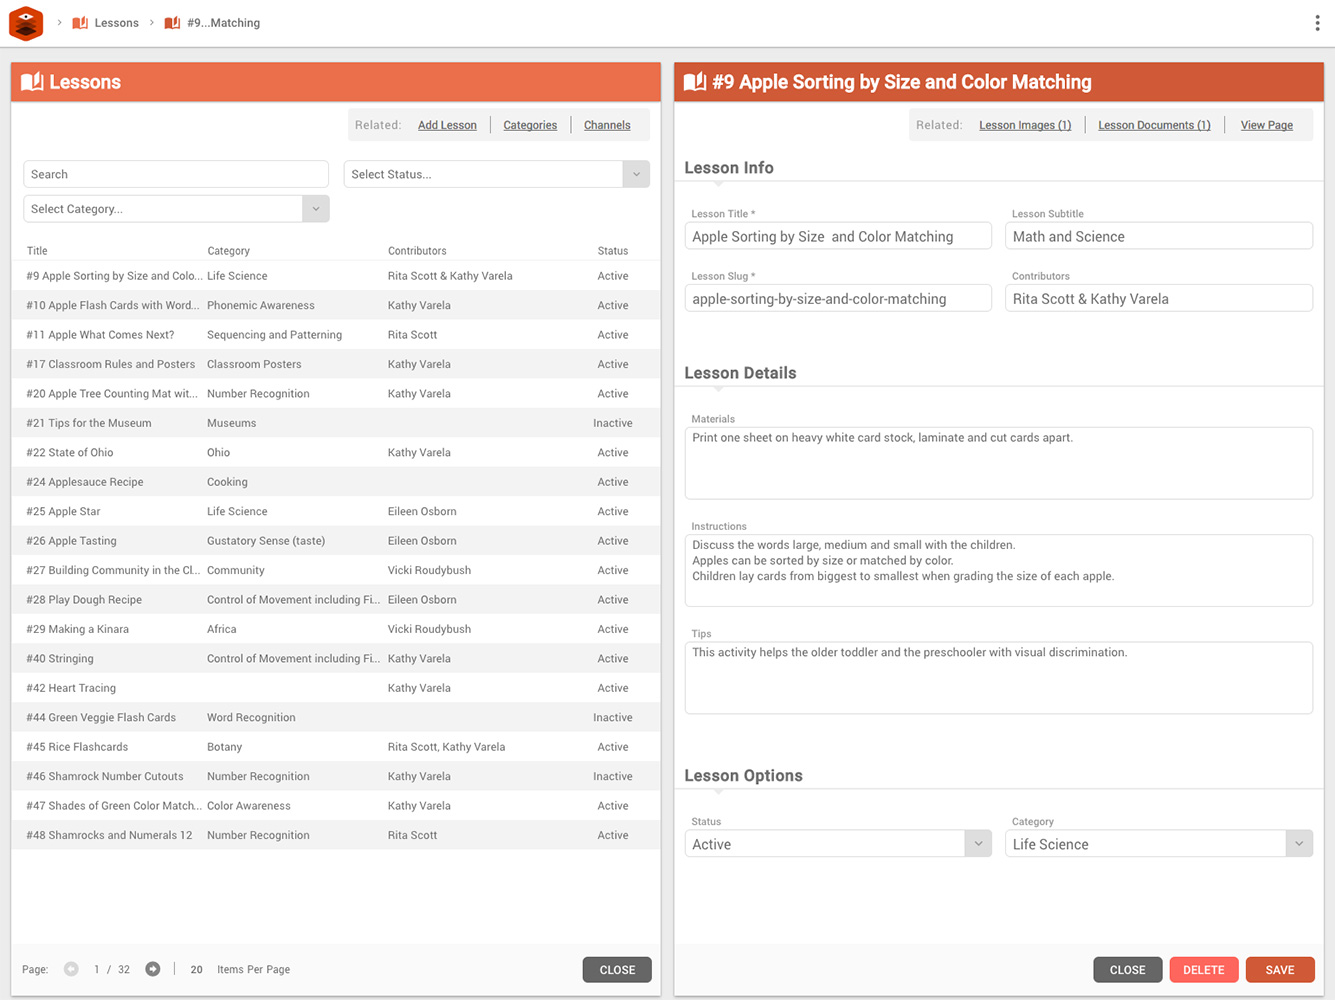 Lessons
#9...Matching
Lessons
Related: Add Lesson Categories Channels
Search Select Status...
Select Category...
Title Category Contributors Status
#9 Apple Sorting by Size and Colo... Life Science Rita Scott & Kathy Varela Active
#10 Apple Flash Cards with Word... Phonemic Awareness Kathy Varela Active
#11 Apple What Comes Next? Sequencing and Patterning Rita Scott Active
#17 Classroom Rules and Posters Classroom Posters Kathy Varela Active
#20 Apple Tree Counting Mat wit... Number Recognition Kathy Varela Active
#21 Tips for the Museum Museums Inactive
#22 State of Ohio Ohio Kathy Varela Active
#24 Applesauce Recipe Cooking Active
#25 Apple Star Life Science Eileen Osborn Active
#26 Apple Tasting Gustatory Sense (taste) Eileen Osborn Active
#27 Building Community in the Cl... Community Vicki Roudybush Active
#28 Play Dough Recipe Control of Movement including Fi... Eileen Osborn Active
#29 Making a Kinara Africa Vicki Roudybush Active
#40 Stringing Control of Movement including Fi... Kathy Varela Active
#42 Heart Tracing Kathy Varela Active
#44 Green Veggie Flash Cards Word Recognition Inactive
#45 Rice Flashcards Botany Rita Scott, Kathy Varela Active
#46 Shamrock Number Cutouts Number Recognition Kathy Varela Inactive
#47 Shades of Green Color Match... Color Awareness Kathy Varela Active
#48 Shamrocks and Numerals 12 Number Recognition Rita Scott Active
Page: 1 / 32 20 Items Per Page CLOSE
#9 Apple Sorting by Size and Color Matching
Related: Lesson Images (1) Lesson Documents (1) View Page
Lesson Info
Lesson Title * Lesson Subtitle
Apple Sorting by Size and Color Matching Math and Science
Lesson Slug * Contributors
apple-sorting-by-size-and-color-matching Rita Scott & Kathy Varela
Lesson Details
Materials
Print one sheet on heavy white card stock, laminate and cut cards apart.
Instructions
Discuss the words large, medium and small with the children.
Apples can be sorted by size or matched by color.
Children lay cards from biggest to smallest when grading the size of each apple.
Tips
This activity helps the older toddler and the preschooler with visual discrimination.
Lesson Options
Status Category
Active Life Science
CLOSE DELETE SAVE